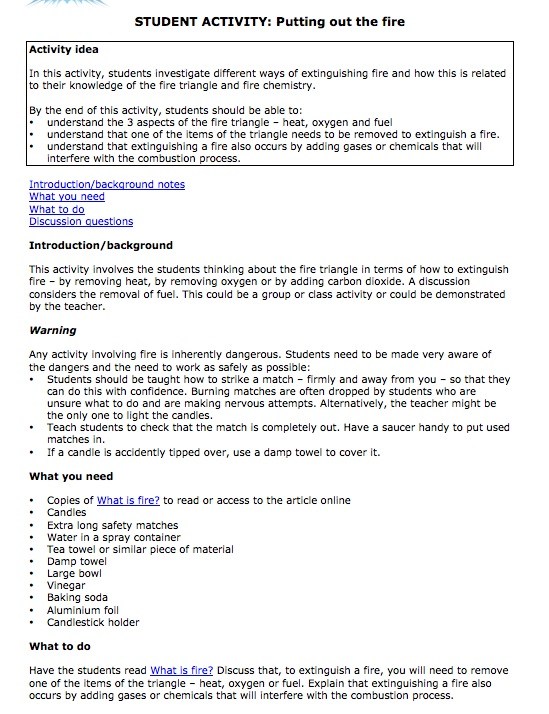 STUDENT ACTIVITY: Putting out the fire
Activity idea
In this activity, students investigate different ways of extinguishing fire and how this is related
to their knowledge of the fire triangle and fire chemistry.
By the end of this activity, students should be able to:
• understand the 3 aspects of the fire triangle – heat, oxygen and fuel
• understand that one of the items of the triangle needs to be removed to extinguish a fire.
• understand that extinguishing a fire also occurs by adding gases or chemicals that will
interfere with the combustion process.
Introduction/background notes
What you need
What to do
Discussion questions
Introduction/background
This activity involves the students thinking about the fire triangle in terms of how to extinguish
fire – by removing heat, by removing oxygen or by adding carbon dioxide. A discussion
considers the removal of fuel. This could be a group or class activity or could be demonstrated
by the teacher.
Warning
Any activity involving fire is inherently dangerous. Students need to be made very aware of
the dangers and the need to work as safely as possible:
• Students should be taught how to strike a match – firmly and away from you – so that they
can do this with confidence. Burning matches are often dropped by students who are
unsure what to do and are making nervous attempts. Alternatively, the teacher might be
the only one to light the candles.
• Teach students to check that the match is completely out. Have a saucer handy to put used
matches in.
• If a candle is accidently tipped over, use a damp towel to cover it.
What you need
• Copies of What is fire? to read or access to the article online
• Candles
• Extra long safety matches
• Water in a spray container
• Tea towel or similar piece of material
• Damp towel
• Large bowl
• Vinegar
• Baking soda
• Aluminium foil
• Candlestick holder
What to do
Have the students read What is fire? Discuss that, to extinguish a fire, you will need to remove
one of the items of the triangle – heat, oxygen or fuel. Explain that extinguishing a fire also
occurs by adding gases or chemicals that will interfere with the combustion process.